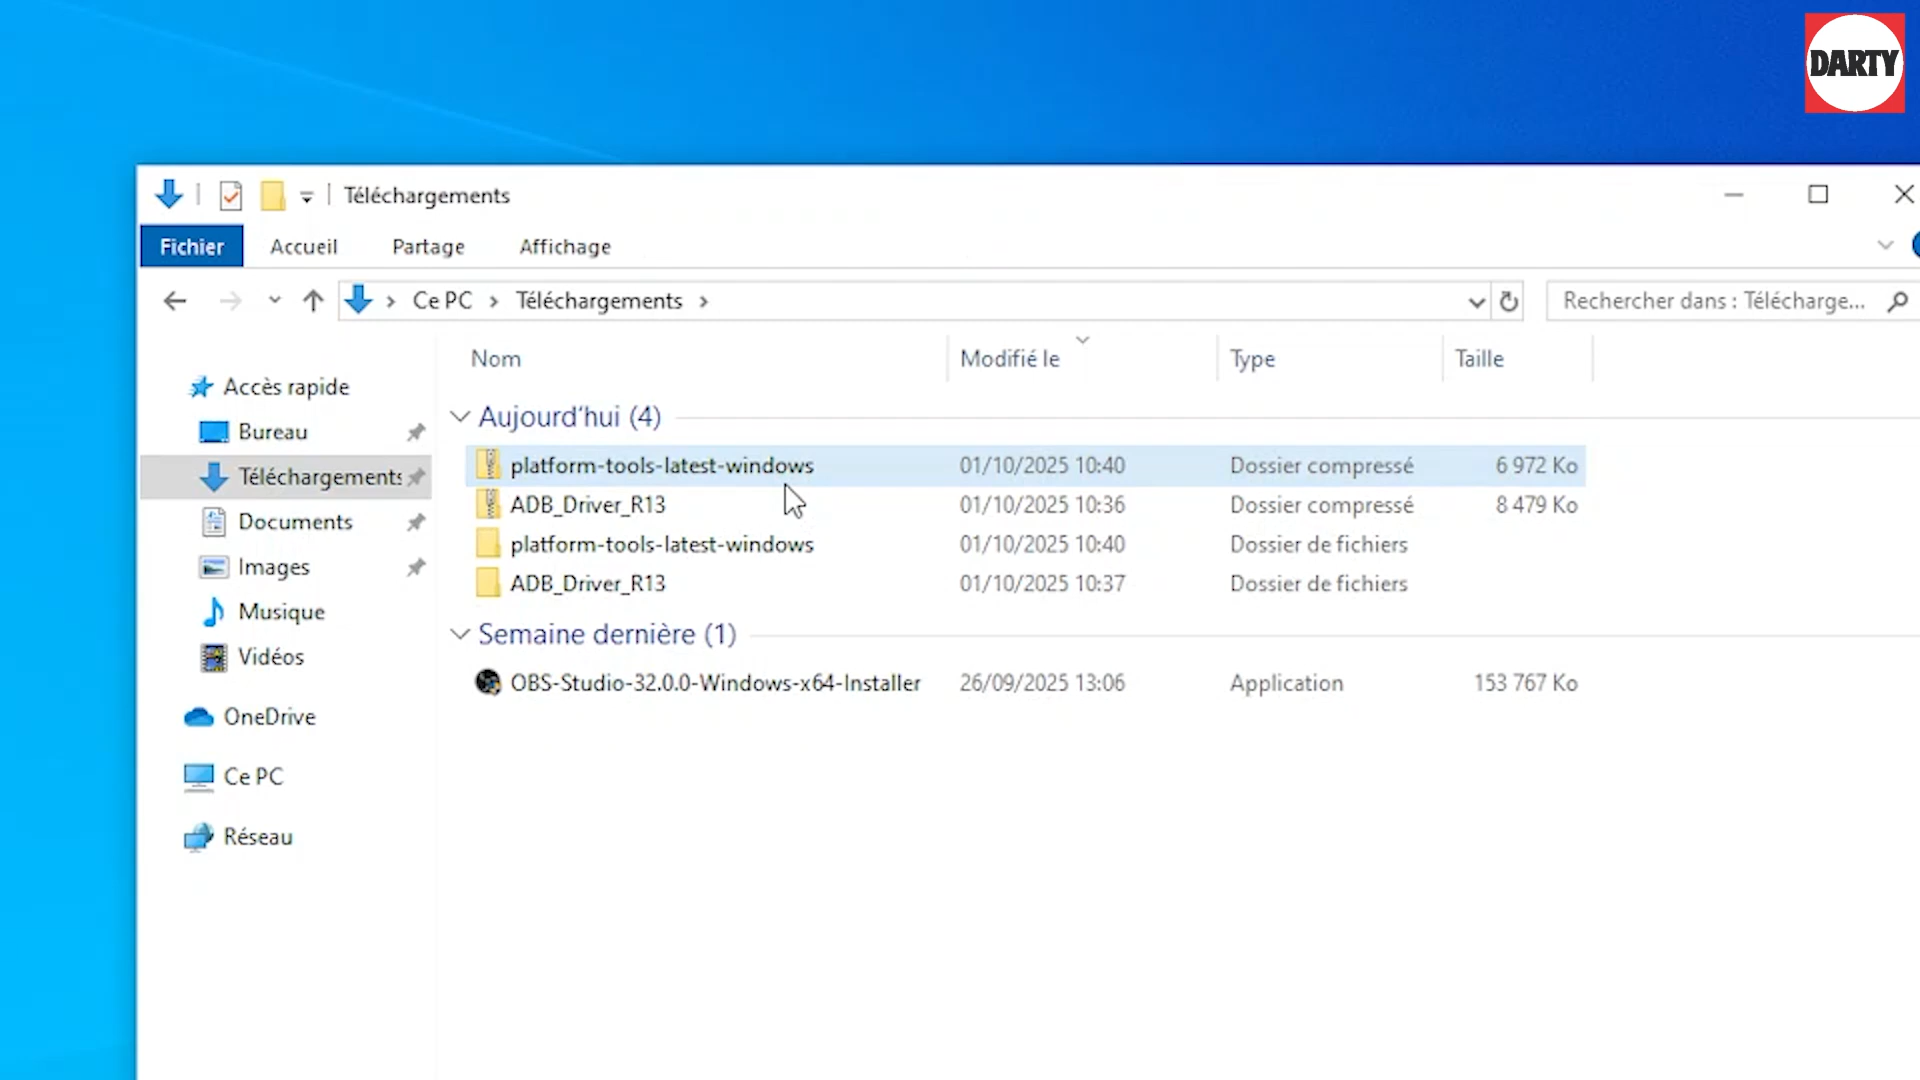 DARTY
Téléchargements
Fichier Accueil Partage Affichage
Ce PC Téléchargements
Rechercher dans : Télécharge...
Nom Modifié le Type Taille
Accès rapide
Bureau
Téléchargements
Documents
Images
Musique
Vidéos
OneDrive
Ce PC
Réseau
Aujourd'hui (4)
platform-tools-latest-windows 01/10/2025 10:40 Dossier compressé 6 972 Ko
ADB_Driver_R13 01/10/2025 10:36 Dossier compressé 8 479 Ko
platform-tools-latest-windows 01/10/2025 10:40 Dossier de fichiers
ADB_Driver_R13 01/10/2025 10:37 Dossier de fichiers
Semaine dernière (1)
OBS-Studio-32.0.0-Windows-x64-Installer 26/09/2025 13:06 Application 153 767 Ko